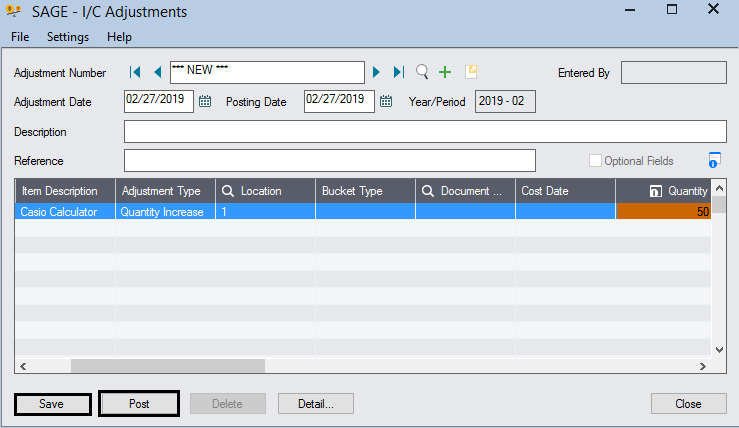 SAGE - I/C Adjustments
File Settings Help
Adjustment Number *** NEW *** Entered By
Adjustment Date 02/27/2019 Posting Date 02/27/2019 Year/Period 2019 - 02
Description
Reference Optional Fields
Item Description Adjustment Type Location Bucket Type Document ... Cost Date Quantity
Casio Calculator Quantity Increase 1 50
Save Post Delete Detail... Close